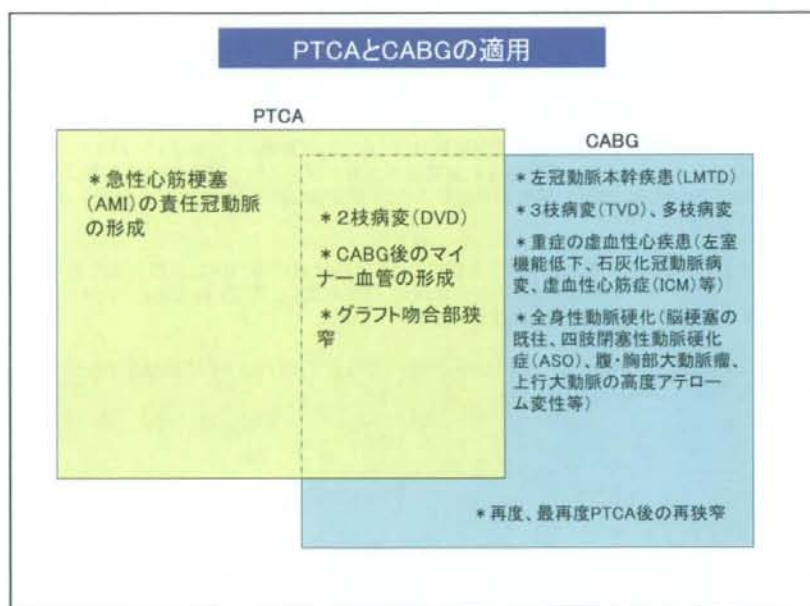 PTCAとCABGの適用
PTCA
CABG
＊急性心筋梗塞
(AMI)の責任冠動脈
の形成
＊2枝病変(DVD)
＊CABG後のマイ
ナー血管の形成
＊グラフト吻合部狭
窄
＊左冠動脈本幹疾患(LMTD)
＊3枝病変(TVD)、多枝病変
＊重症の虚血性心疾患(左室
機能低下、石灰化冠動脈病
変、虚血性心筋症(ICM)等)
＊全身性動脈硬化(脳梗塞の
既往、四肢閉塞性動脈硬化
症(ASO)、腹・胸部大動脈瘤、
上行大動脈の高度アテロー
ム変性等)
＊再度、最再度PTCA後の再狭窄